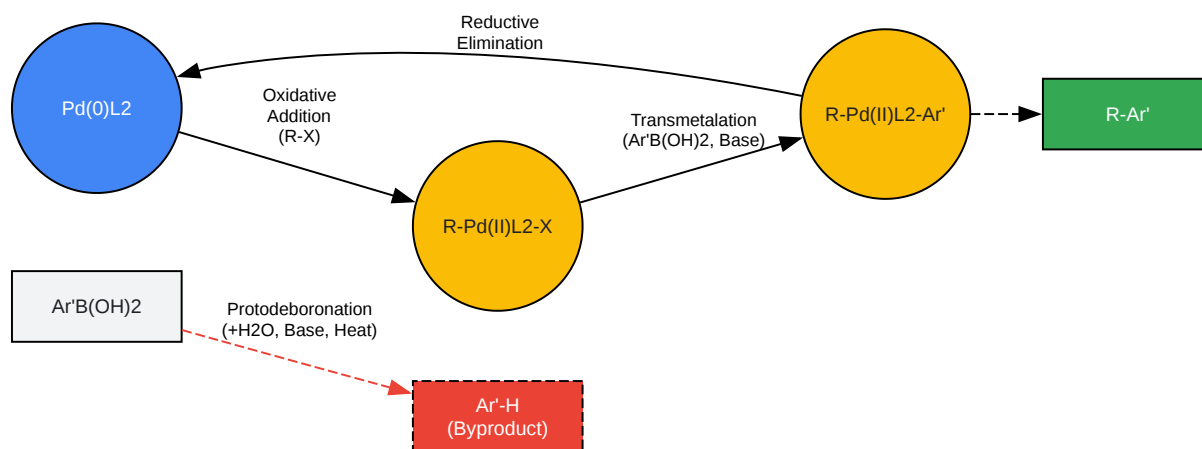 Reductive
Elimination
Pd(0)L2
Oxidative
Addition
(R-X)
Transmetalation
(Ar'B(OH)2, Base)
R-Pd(II)L2-Ar'
R-Ar'
R-Pd(II)L2-X
Ar'B(OH)2
Protodeboronation
(+H2O, Base, Heat)
Ar'-H
(Byproduct)